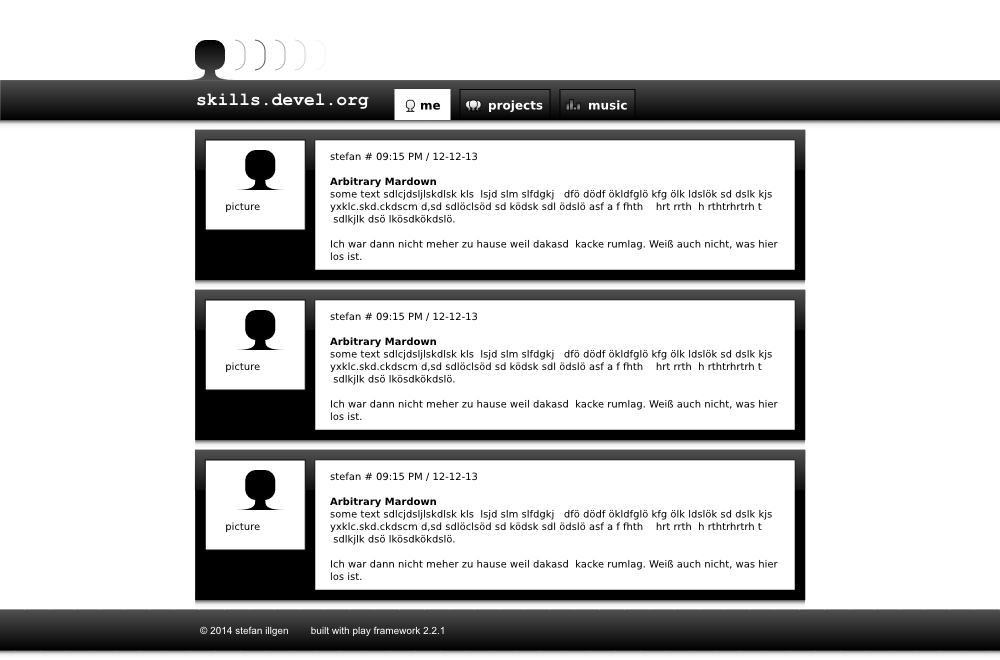 skills.devel.org
me
projects
music
picture
stefan # 09:15 PM / 12-12-13
Arbitrary Mardown
some text sdlcjdsljlskdlsk kls  lsjd slm slfdgkj   dfö dödf ökldfglö kfg ölk ldslök sd dslk kjs
yxklc.skd.ckdscm d,sd sdlöclsöd sd ködsk sdl ödslö asf a f fhth    hrt rrth  h rthtrhrtrh t
sdlkjlk dsö lkösdkökdslö.
Ich war dann nicht meher zu hause weil dakasd  kacke rumlag. Weiß auch nicht, was hier
los ist.
picture
stefan # 09:15 PM / 12-12-13
Arbitrary Mardown
some text sdlcjdsljlskdlsk kls  lsjd slm slfdgkj   dfö dödf ökldfglö kfg ölk ldslök sd dslk kjs
yxklc.skd.ckdscm d,sd sdlöclsöd sd ködsk sdl ödslö asf a f fhth    hrt rrth  h rthtrhrtrh t
sdlkjlk dsö lkösdkökdslö.
Ich war dann nicht meher zu hause weil dakasd  kacke rumlag. Weiß auch nicht, was hier
los ist.
picture
stefan # 09:15 PM / 12-12-13
Arbitrary Mardown
some text sdlcjdsljlskdlsk kls  lsjd slm slfdgkj   dfö dödf ökldfglö kfg ölk ldslök sd dslk kjs
yxklc.skd.ckdscm d,sd sdlöclsöd sd ködsk sdl ödslö asf a f fhth    hrt rrth  h rthtrhrtrh t
sdlkjlk dsö lkösdkökdslö.
Ich war dann nicht meher zu hause weil dakasd  kacke rumlag. Weiß auch nicht, was hier
los ist.
© 2014 stefan illgen
built with play framework 2.2.1